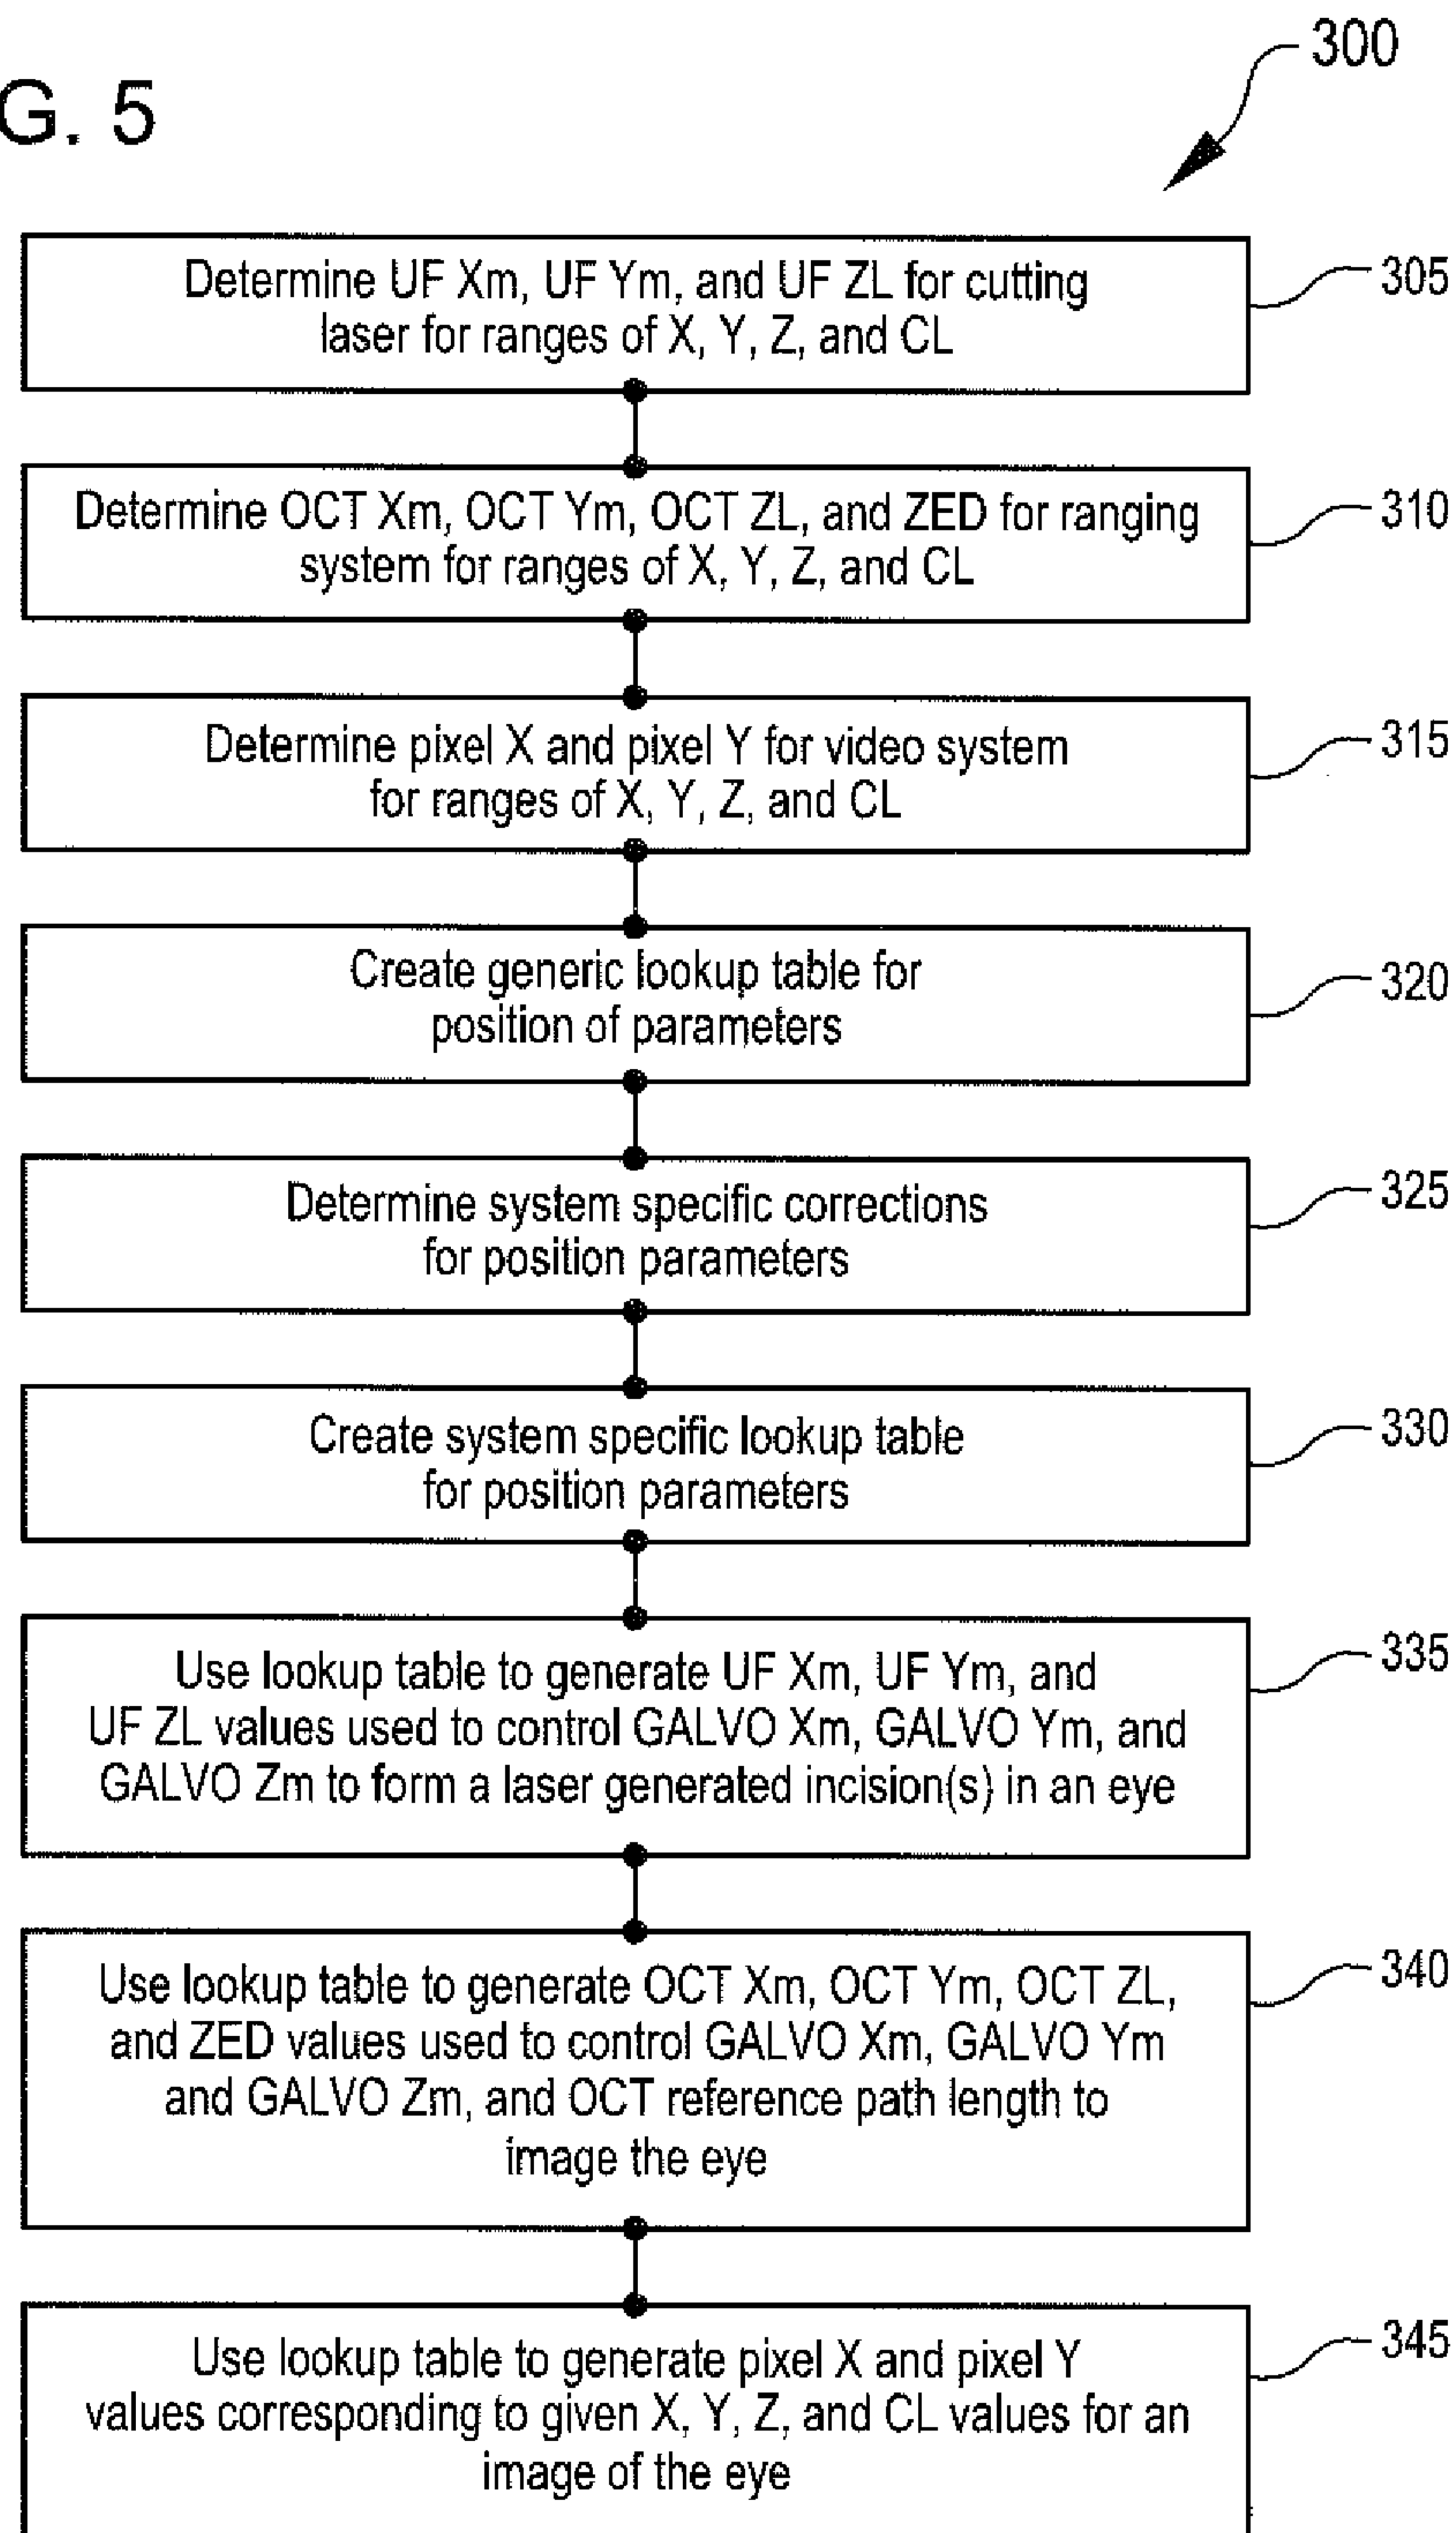 G. 5
300
Determine UF Xm, UF Ym, and UF ZL for cutting
laser for ranges of X, Y, Z, and CL
305
Determine OCT Xm, OCT Ym, OCT ZL, and ZED for ranging
system for ranges of X, Y, Z, and CL
310
Determine pixel X and pixel Y for video system
for ranges of X, Y, Z, and CL
315
Create generic lookup table for
position of parameters
320
Determine system specific corrections
for position parameters
325
Create system specific lookup table
for position parameters
330
Use lookup table to generate UF Xm, UF Ym, and
UF ZL values used to control GALVO Xm, GALVO Ym, and
GALVO Zm to form a laser generated incision(s) in an eye
335
Use lookup table to generate OCT Xm, OCT Ym, OCT ZL,
and ZED values used to control GALVO Xm, GALVO Ym
and GALVO Zm, and OCT reference path length to
image the eye
340
Use lookup table to generate pixel X and pixel Y
values corresponding to given X, Y, Z, and CL values for an
image of the eye
345